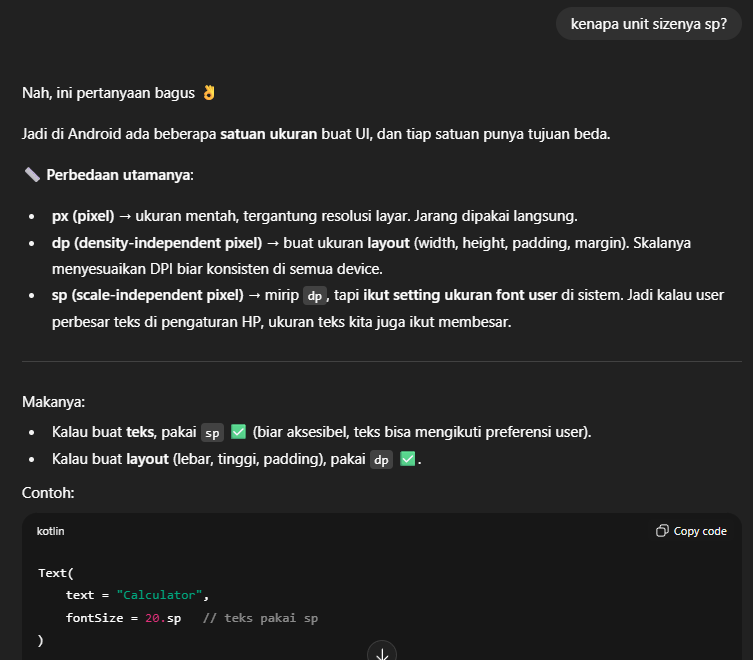 kenapa unit sizenya sp?
Nah, ini pertanyaan bagus 👌
Jadi di Android ada beberapa satuan ukuran buat UI, dan tiap satuan punya tujuan beda.
📏 Perbedaan utamanya:
• px (pixel) → ukuran mentah, tergantung resolusi layar. Jarang dipakai langsung.
• dp (density-independent pixel) → buat ukuran layout (width, height, padding, margin). Skalanya
menyesuaikan DPI biar konsisten di semua device.
• sp (scale-independent pixel) → mirip dp, tapi ikut setting ukuran font user di sistem. Jadi kalau user
perbesar teks di pengaturan HP, ukuran teks kita juga ikut membesar.
Makanya:
• Kalau buat teks, pakai sp ✅ (biar aksesibel, teks bisa mengikuti preferensi user).
• Kalau buat layout (lebar, tinggi, padding), pakai dp ✅.
Contoh:
kotlin Copy code
Text(
    text = "Calculator",
    fontSize = 20.sp   // teks pakai sp
)